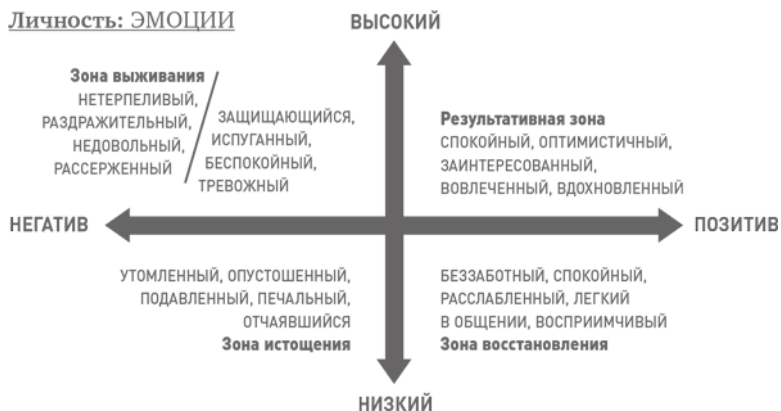 Личность: ЭМОЦИИ
ВЫСОКИЙ
Зона выживания
НЕТЕРПЕЛИВЫЙ,
РАЗДРАЖИТЕЛЬНЫЙ,
НЕДОВОЛЬНЫЙ,
РАССЕРЖЕННЫЙ
ЗАЩИЩАЮЩИЙСЯ,
ИСПУГАННЫЙ,
БЕСПОКОЙНЫЙ,
ТРЕВОЖНЫЙ
Результативная зона
СПОКОЙНЫЙ, ОПТИМИСТИЧНЫЙ,
ЗАИНТЕРЕСОВАННЫЙ,
ВОВЛЕЧЕННЫЙ, ВДОХНОВЛЕННЫЙ
НЕГАТИВ
ПОЗИТИВ
УТОМЛЕННЫЙ, ОПУСТОШЕННЫЙ,
ПОДАВЛЕННЫЙ, ПЕЧАЛЬНЫЙ,
ОТЧАЯВШИЙСЯ
Зона истощения
БЕЗЗАБОТНЫЙ, СПОКОЙНЫЙ,
РАССЛАБЛЕННЫЙ, ЛЕГКИЙ
В ОБЩЕНИИ, ВОСПРИИМЧИВЫЙ
Зона восстановления
НИЗКИЙ